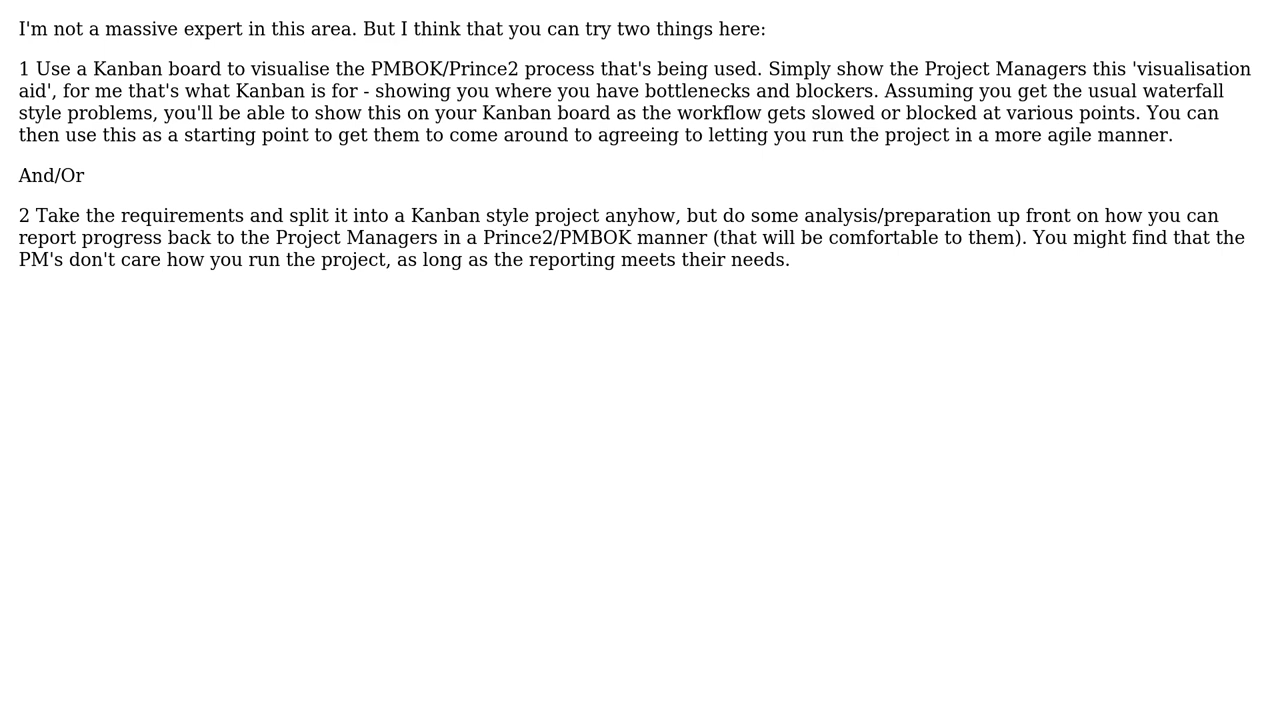 I'm not a massive expert in this area. But I think that you can try two things here:
1 Use a Kanban board to visualise the PMBOK/Prince2 process that's being used. Simply show the Project Managers this 'visualisation
aid', for me that's what Kanban is for - showing you where you have bottlenecks and blockers. Assuming you get the usual waterfall
style problems, you'll be able to show this on your Kanban board as the workflow gets slowed or blocked at various points. You can
then use this as a starting point to get them to come around to agreeing to letting you run the project in a more agile manner.
And/Or
2 Take the requirements and split it into a Kanban style project anyhow, but do some analysis/preparation up front on how you can
report progress back to the Project Managers in a Prince2/PMBOK manner (that will be comfortable to them). You might find that the
PM's don't care how you run the project, as long as the reporting meets their needs.